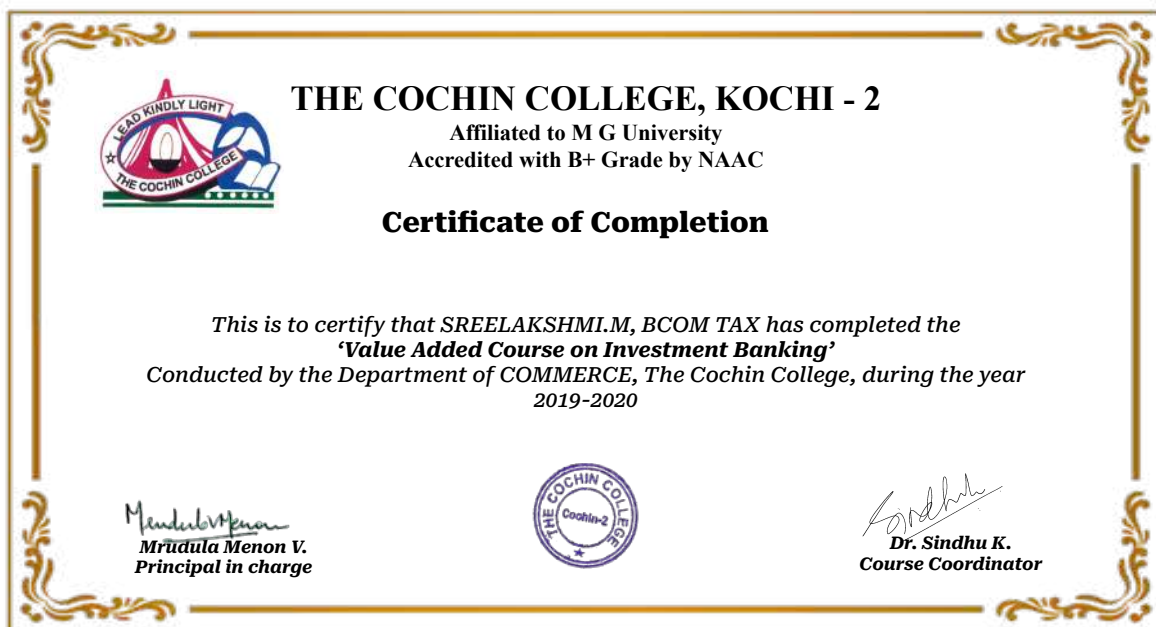 THE COCHIN COLLEGE, KOCHI - 2
Affiliated to M G University
Accredited with B+ Grade by NAAC
LEAD KINDLY LIGHT
THE COCHIN COLLEGE
Certificate of Completion
This is to certify that SREELAKSHMI.M, BCOM TAX has completed the
‘Value Added Course on Investment Banking’
Conducted by the Department of COMMERCE, The Cochin College, during the year
2019-2020
THE COCHIN COLLEGE
Cochin-2
Mrudula Menon V.
Principal in charge
Sindhu
Dr. Sindhu K.
Course Coordinator